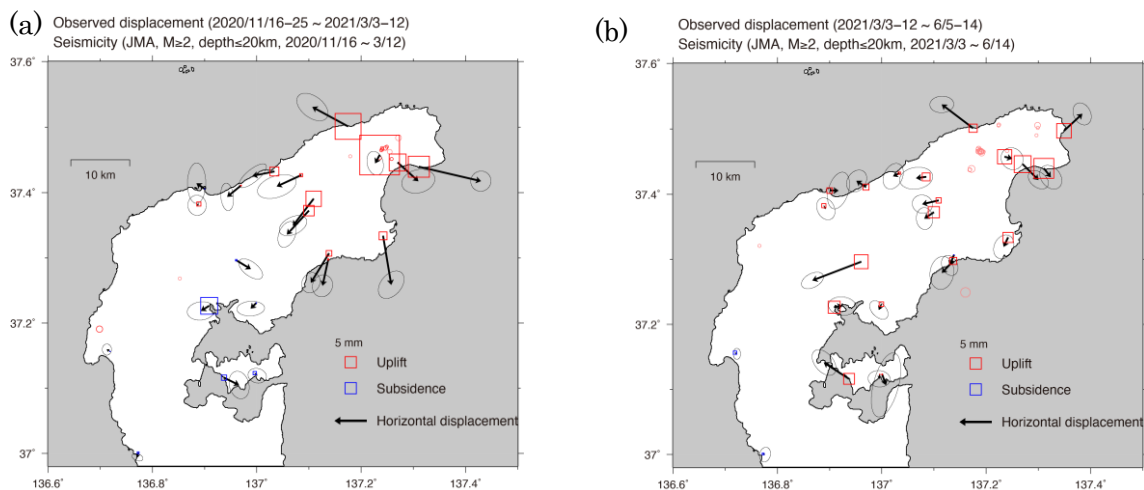 (a)
Observed displacement (2020/11/16−25 ~ 2021/3/3−12)
Seismicity (JMA, M≥2, depth≤20km, 2020/11/16 ~ 3/12)
37.6°
37.4°
37.2°
37°
10 km
5 mm
Uplift
Subsidence
Horizontal displacement
136.6°
136.8°
137°
137.2°
137.4°
(b)
Observed displacement (2021/3/3−12 ~ 6/5−14)
Seismicity (JMA, M≥2, depth≤20km, 2021/3/3 ~ 6/14)
37.6°
37.4°
37.2°
37°
10 km
5 mm
Uplift
Subsidence
Horizontal displacement
136.6°
136.8°
137°
137.2°
137.4°